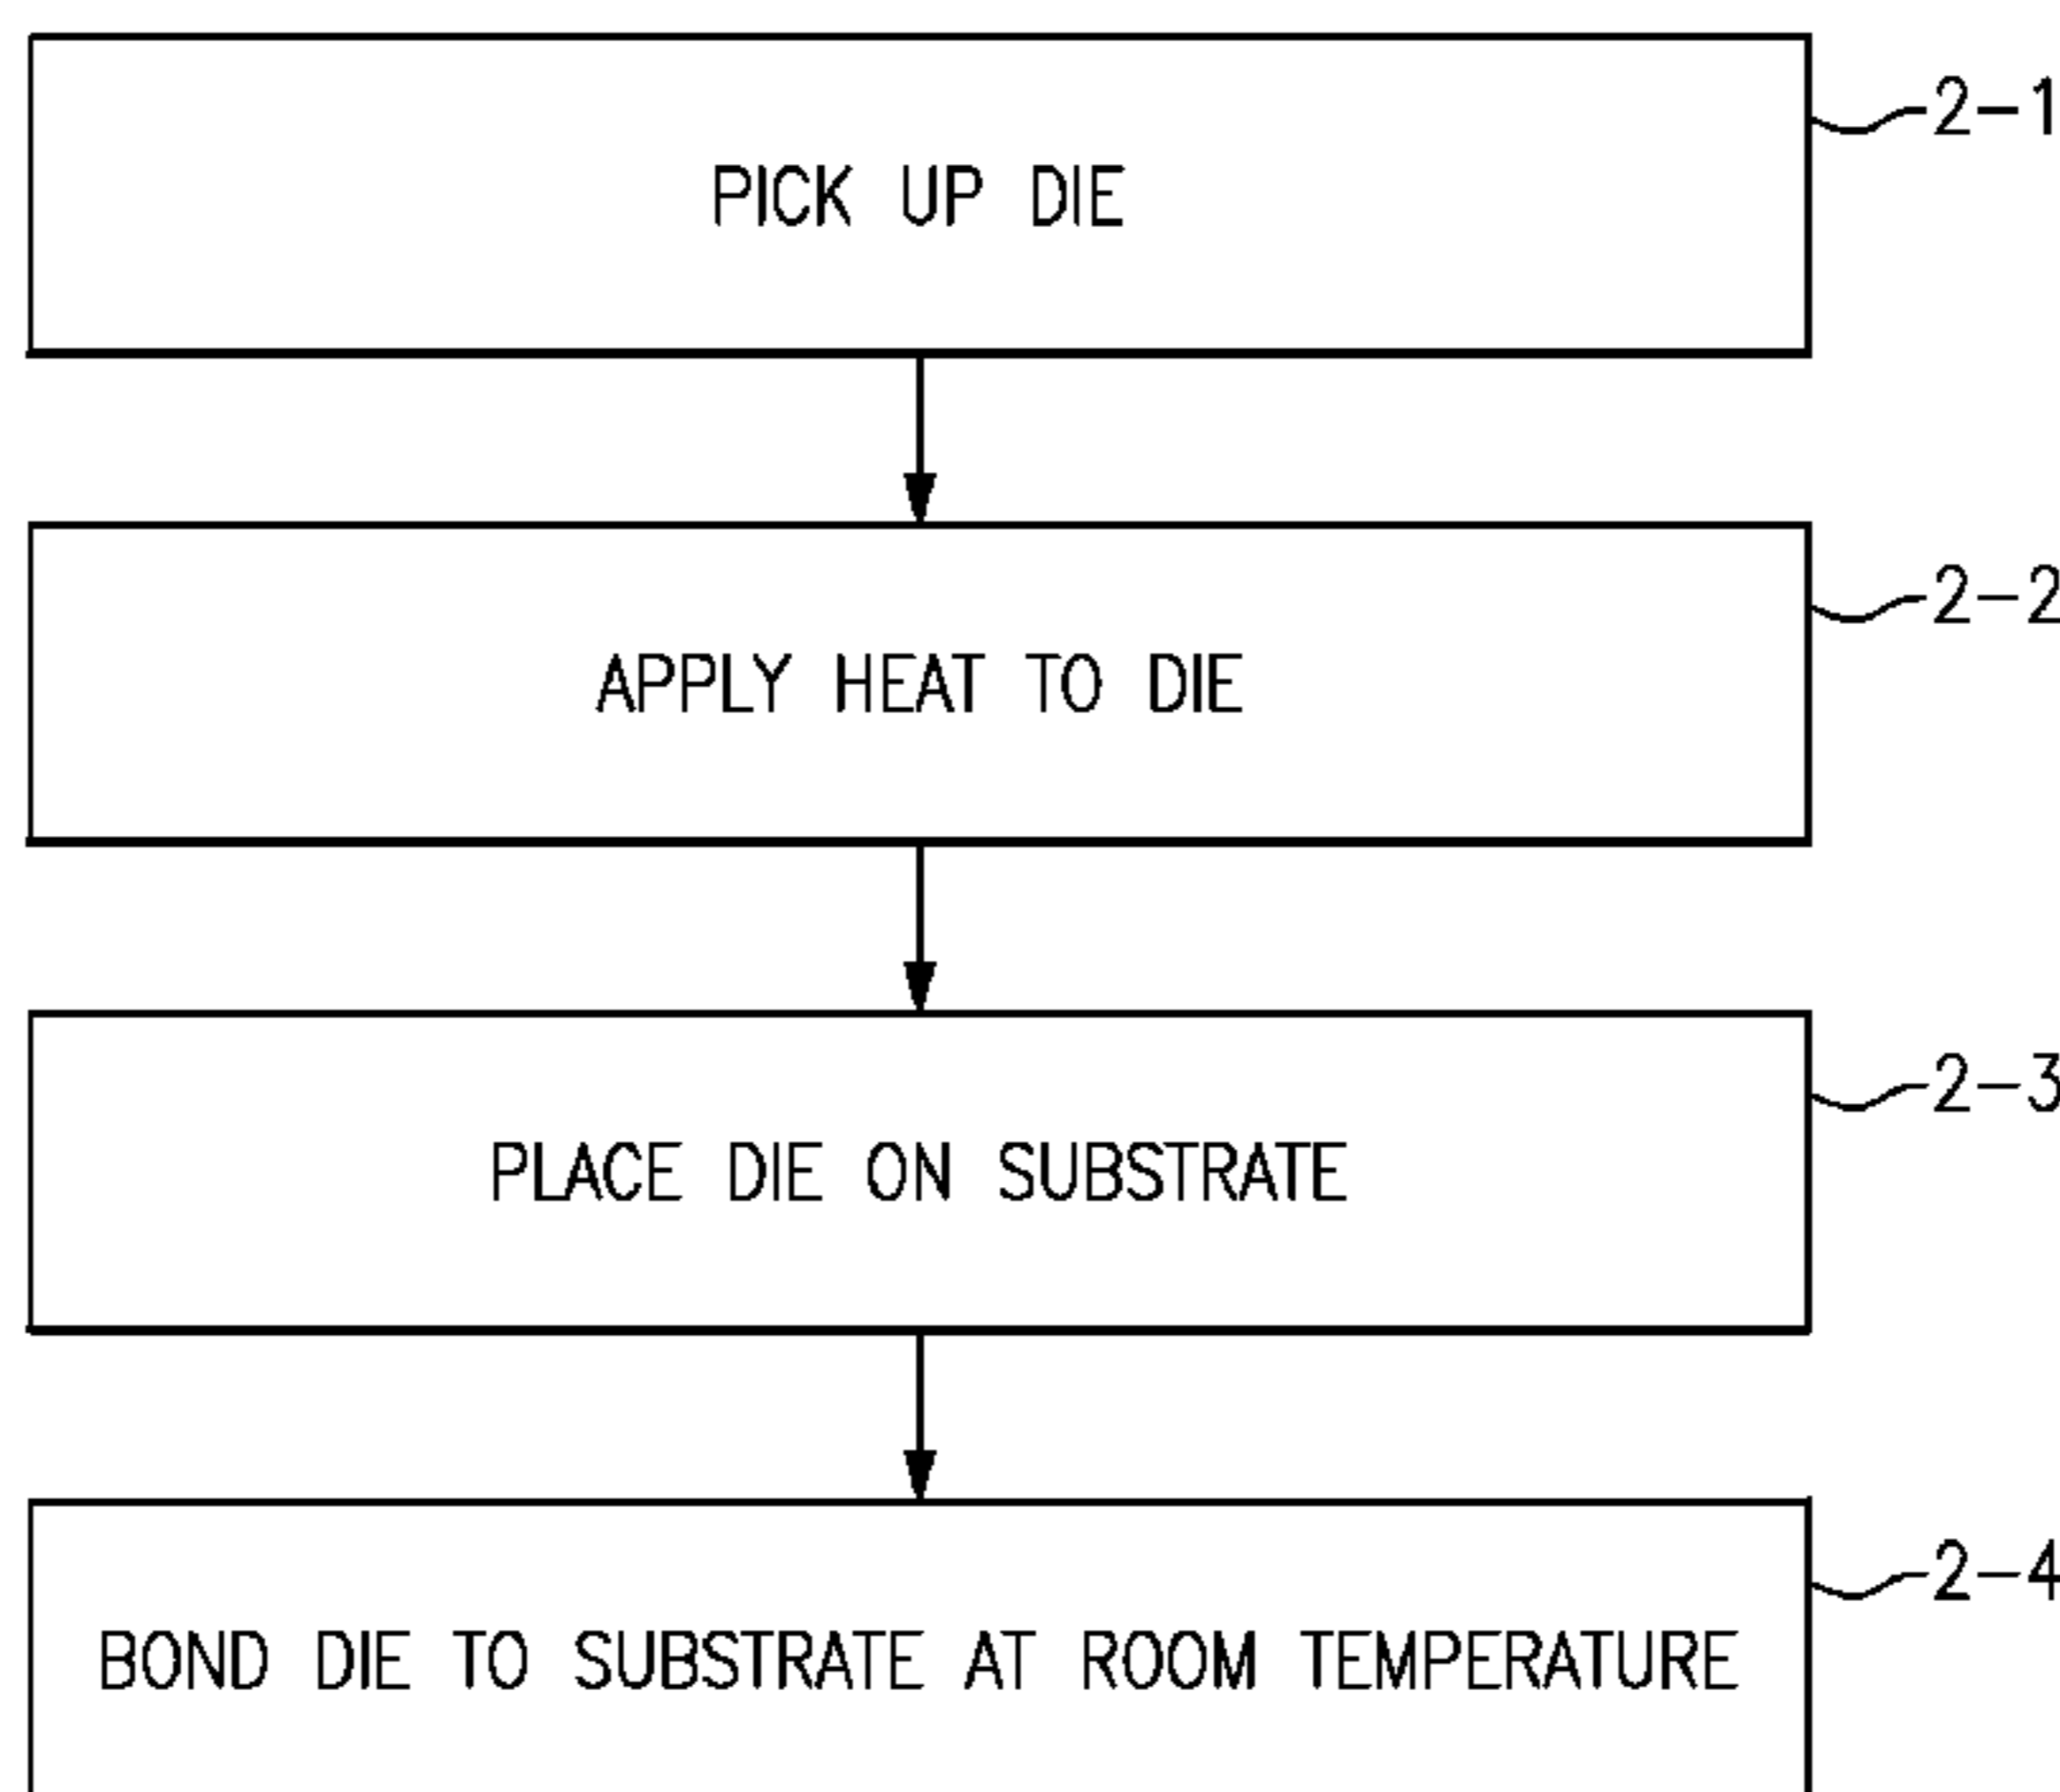 2-1
PICK UP DIE
2-2
APPLY HEAT TO DIE
2-3
PLACE DIE ON SUBSTRATE
2-4
BOND DIE TO SUBSTRATE AT ROOM TEMPERATURE